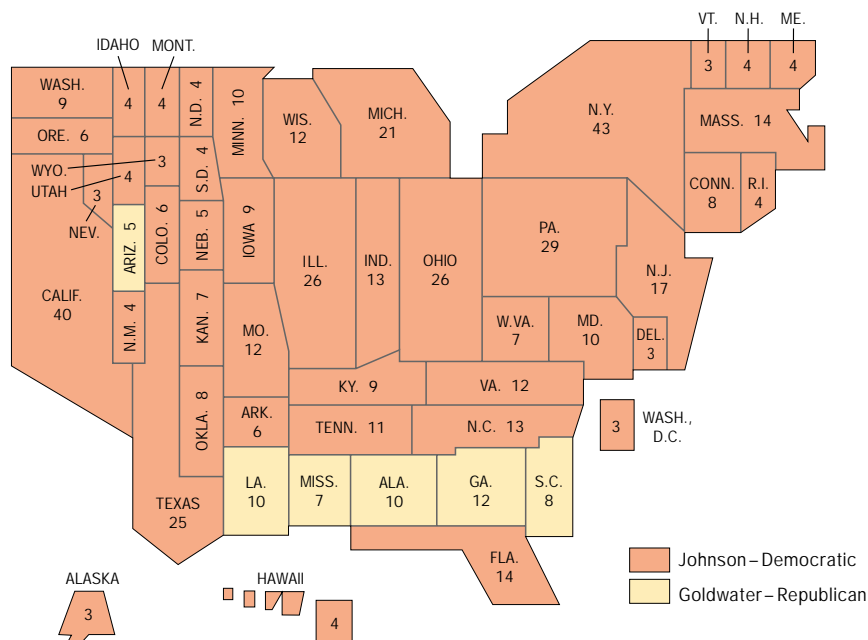 IDAHO
MONT.
VT.
N.H.
ME.
WASH.
9
4
4
N.D. 4
MINN. 10
WIS.
12
MICH.
21
N.Y.
43
3
4
4
MASS. 14
ORE. 6
WYO.
3
UTAH
4
S.D. 4
3
NEV.
COLO. 6
NEB. 5
IOWA 9
CONN.
8
R.I.
4
ARIZ. 5
ILL.
26
IND.
13
OHIO
26
PA.
29
N.J.
17
CALIF.
40
N.M. 4
KAN. 7
MO.
12
W.VA.
7
MD.
10
DEL.
3
KY. 9
VA. 12
OKLA. 8
ARK.
6
TENN. 11
N.C. 13
3
WASH.,
D.C.
TEXAS
25
LA.
10
MISS.
7
ALA.
10
GA.
12
S.C.
8
FLA.
14
ALASKA
3
HAWAII
4
Johnson–Democratic
Goldwater–Republican